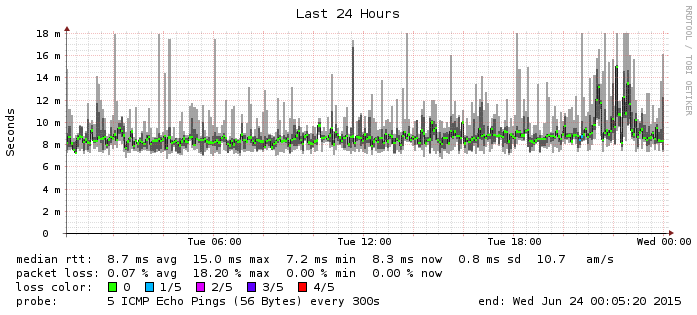 Last 24 Hours
RRDTOOL / TOBI OETIKER
Seconds
18 m
16 m
14 m
12 m
10 m
8 m
6 m
4 m
2 m
0
Tue 06:00 Tue 12:00 Tue 18:00 Wed 00:00
median rtt: 8.7 ms avg 15.0 ms max 7.2 ms min 8.3 ms now 0.8 ms sd 10.7 am/s
packet loss: 0.07 % avg 18.20 % max 0.00 % min 0.00 % now
loss color: 0 1/5 2/5 3/5 4/5
probe: 5 ICMP Echo Pings (56 Bytes) every 300s end: Wed Jun 24 00:05:20 2015